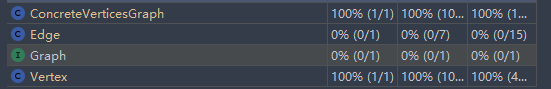 C ConcreteVerticesGraph 100% (1/1) 100% (10... 100% (1...
C Edge 0% (0/1) 0% (0/7) 0% (0/15)
I Graph 0% (0/1) 0% (0/1) 0% (0/1)
C Vertex 100% (1/1) 100% (10... 100% (4...